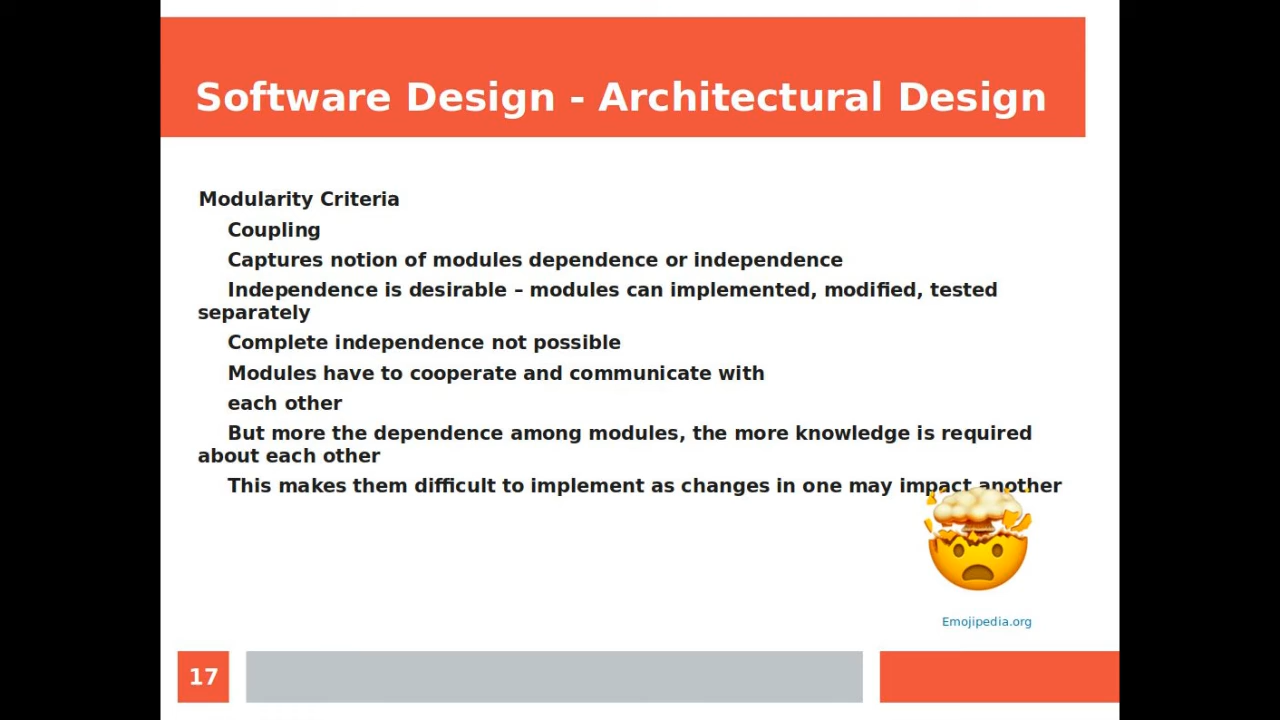 Software Design - Architectural Design
Modularity Criteria
Coupling
Captures notion of modules dependence or independence
Independence is desirable – modules can implemented, modified, tested
separately
Complete independence not possible
Modules have to cooperate and communicate with
each other
But more the dependence among modules, the more knowledge is required
about each other
This makes them difficult to implement as changes in one may impact another
Emojipedia.org
17